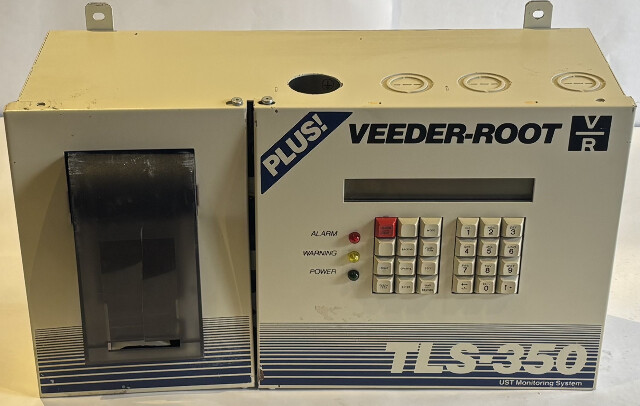 PLUS!
VEEDER-ROOT
V
R
ALARM
WARNING
POWER
1 2 3
4 5 6
7 8 9
0
TLS-350
UST Monitoring System